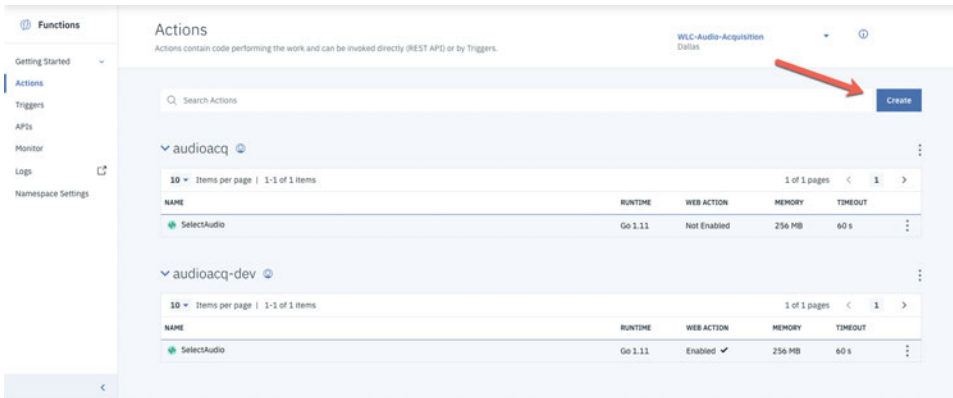 Functions
Getting Started
Actions
Triggers
APIs
Monitor
Logs
Namespace Settings
Actions
Actions contain code performing the work and can be invoked directly (REST API) or by Triggers.
WLC-Audio-Acquisition
Dallas
Search Actions
Create
audioacq
10 Items per page | 1-1 of 1 items 1 of 1 pages 1
NAME RUNTIME WEB ACTION MEMORY TIMEOUT
SelectAudio Go 1.11 Not Enabled 256 MB 60 s
audioacq-dev
10 Items per page | 1-1 of 1 items 1 of 1 pages 1
NAME RUNTIME WEB ACTION MEMORY TIMEOUT
SelectAudio Go 1.11 Enabled ✓ 256 MB 60 s